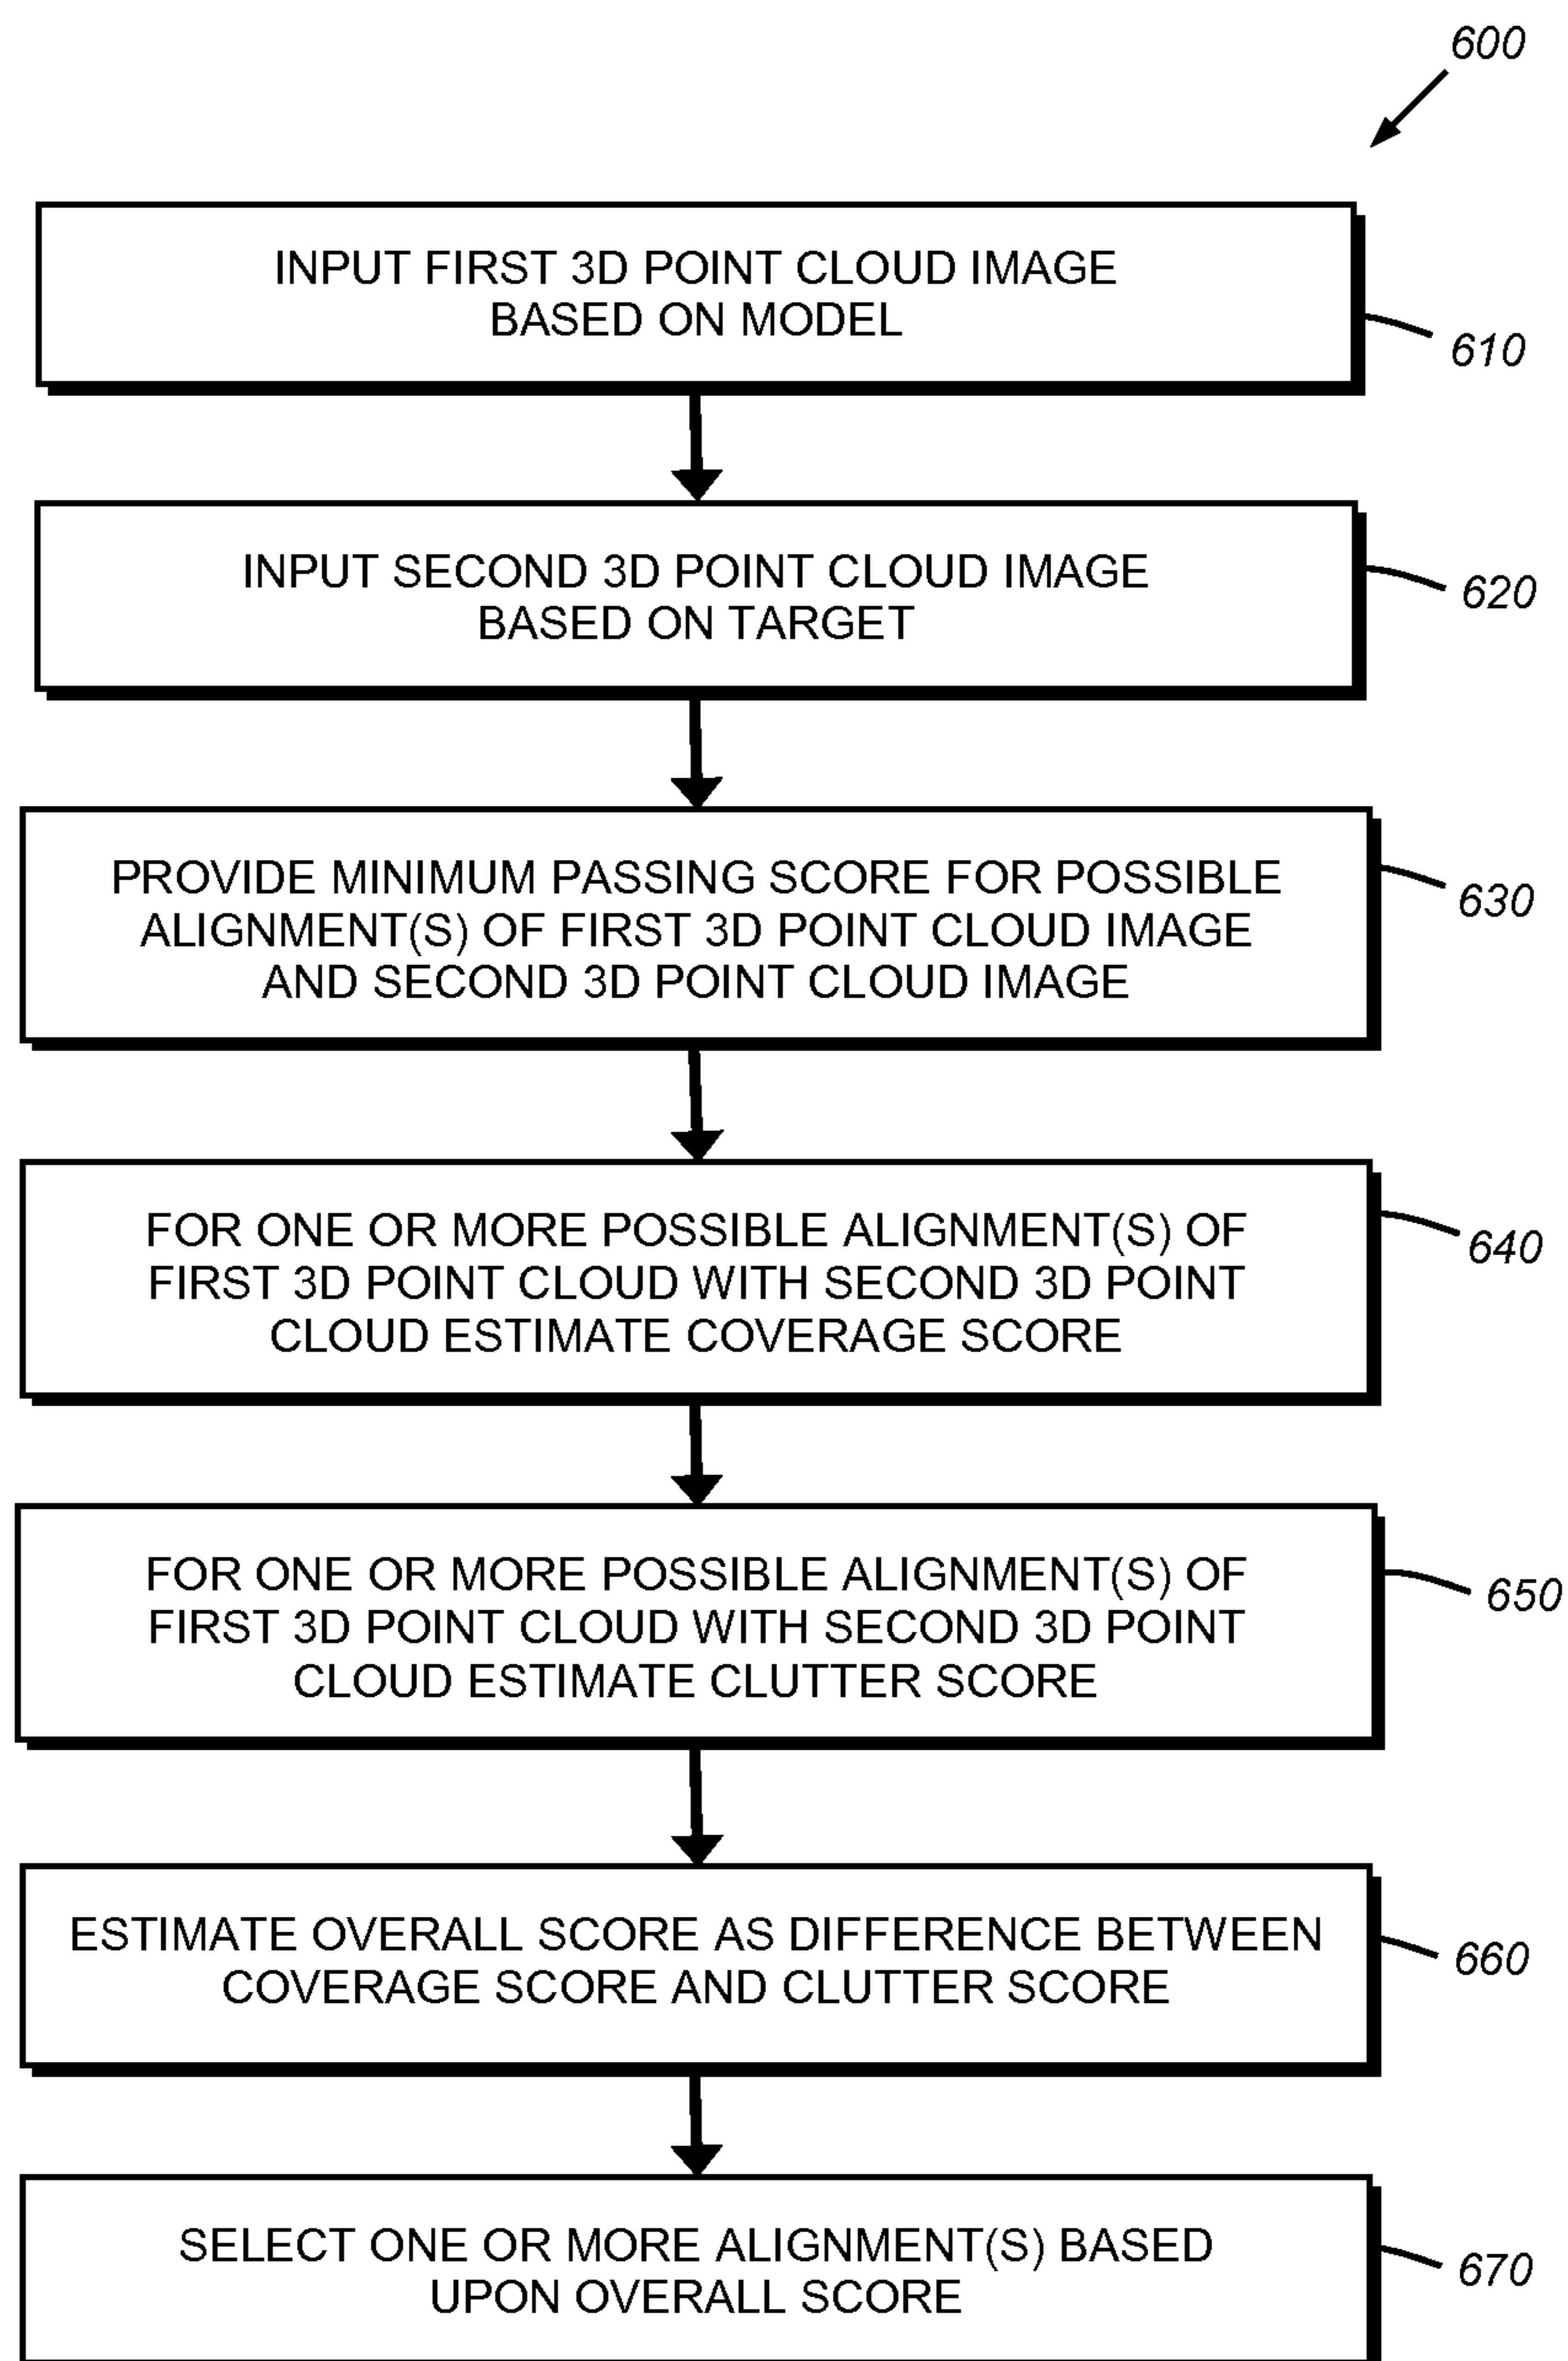 600
INPUT FIRST 3D POINT CLOUD IMAGE
BASED ON MODEL
610
INPUT SECOND 3D POINT CLOUD IMAGE
BASED ON TARGET
620
PROVIDE MINIMUM PASSING SCORE FOR POSSIBLE
ALIGNMENT(S) OF FIRST 3D POINT CLOUD IMAGE
AND SECOND 3D POINT CLOUD IMAGE
630
FOR ONE OR MORE POSSIBLE ALIGNMENT(S) OF
FIRST 3D POINT CLOUD WITH SECOND 3D POINT
CLOUD ESTIMATE COVERAGE SCORE
640
FOR ONE OR MORE POSSIBLE ALIGNMENT(S) OF
FIRST 3D POINT CLOUD WITH SECOND 3D POINT
CLOUD ESTIMATE CLUTTER SCORE
650
ESTIMATE OVERALL SCORE AS DIFFERENCE BETWEEN
COVERAGE SCORE AND CLUTTER SCORE
660
SELECT ONE OR MORE ALIGNMENT(S) BASED
UPON OVERALL SCORE
670